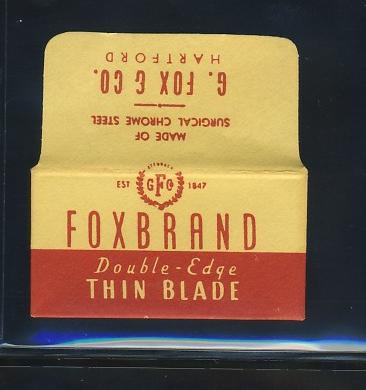 HARTFORD
G. FOX & CO.
SURGICAL CHROME STEEL
MADE OF
GFC
EST 1847
FOXBRAND
Double-Edge
THIN BLADE